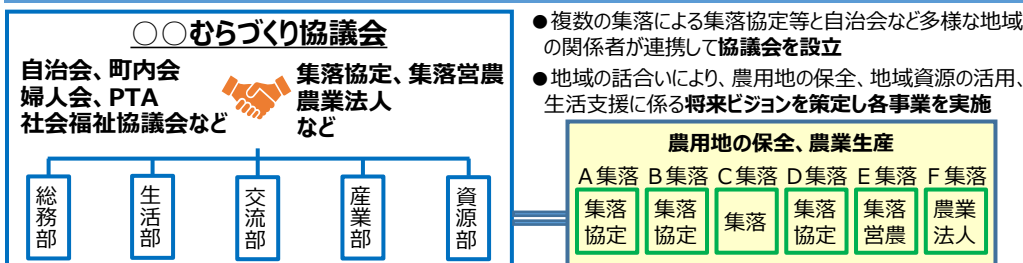 ○○むらづくり協議会
自治会、町内会
婦人会、PTA
社会福祉協議会など
集落協定、集落営農
農業法人
など
総務部
生活部
交流部
産業部
資源部
●複数の集落による集落協定等と自治会など多様な地域
の関係者が連携して協議会を設立
●地域の話合いにより、農用地の保全、地域資源の活用、
生活支援に係る将来ビジョンを策定し各事業を実施
農用地の保全、農業生産
A集落 B集落 C集落 D集落 E集落 F集落
集落
協定
集落
協定
集落
集落
協定
集落
営農
農業
法人